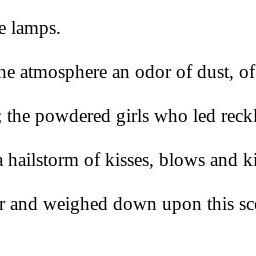 e lamps.
he atmosphere an odor of dust, of
; the powdered girls who led reckl
a hailstorm of kisses, blows and ki
r and weighed down upon this sce